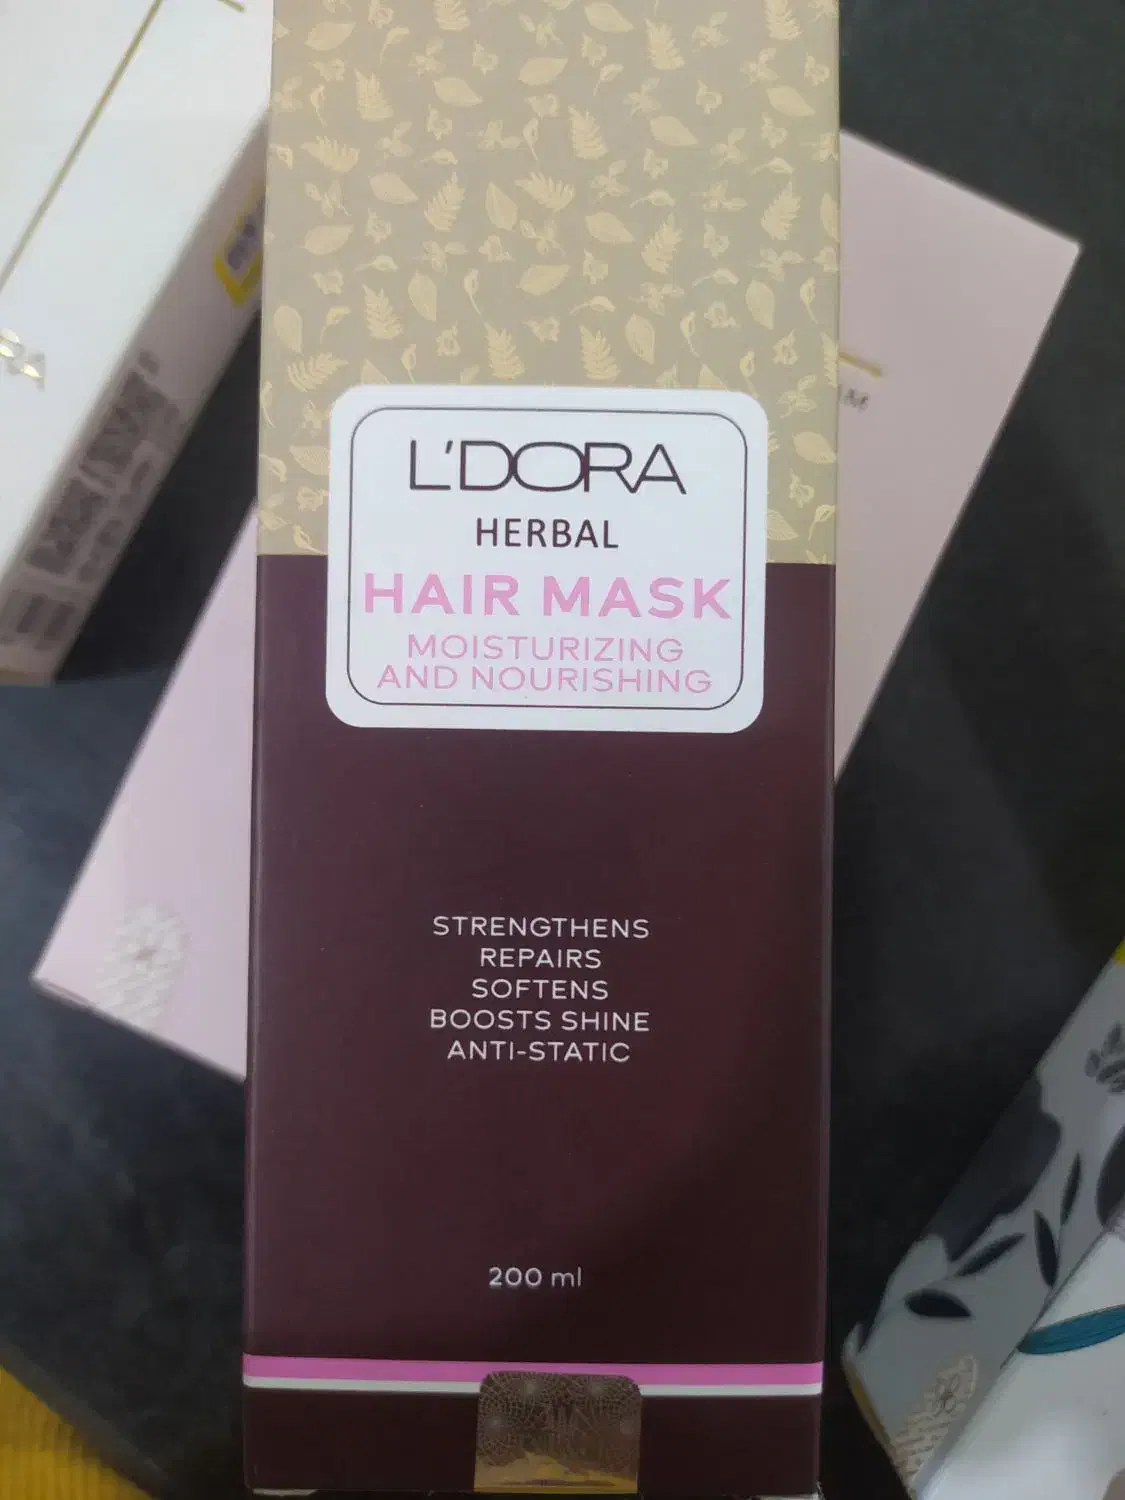 L'DORA
HERBAL
HAIR MASK
MOISTURIZING
AND NOURISHING
STRENGTHENS
REPAIRS
SOFTENS
BOOSTS SHINE
ANTI-STATIC
200 ml